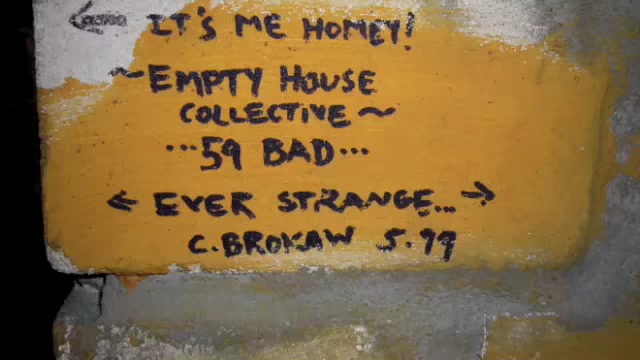 ← IT'S ME HOMEY!
~ EMPTY HOUSE
COLLECTIVE ~
...59 BAD...
← EVER STRANGE... →
C. BROKAW 5.99